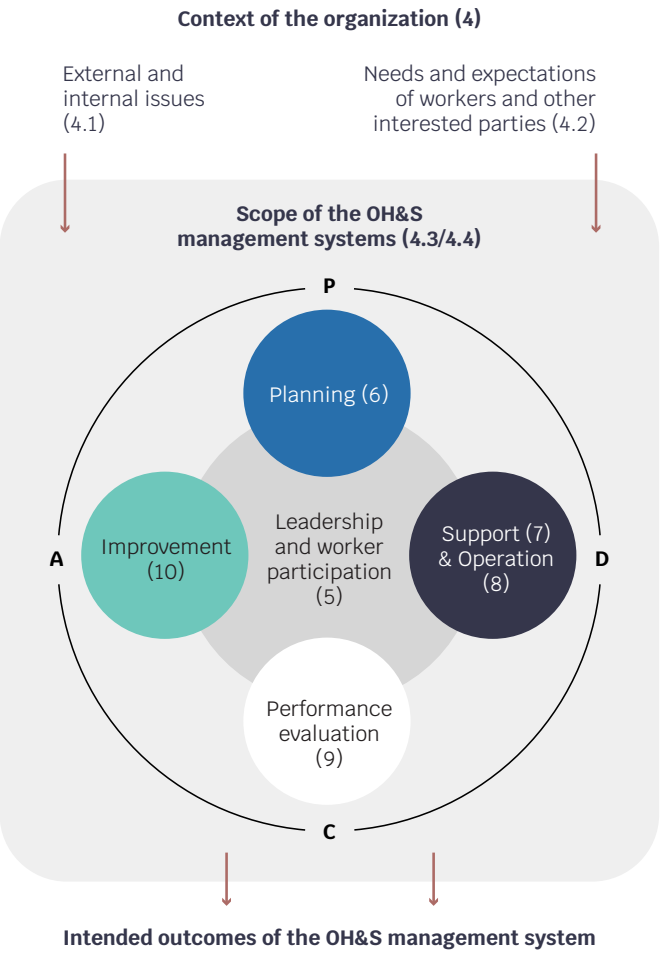 Context of the organization (4)
External and
internal issues
(4.1)
Needs and expectations
of workers and other
interested parties (4.2)
Scope of the OH&S
management systems (4.3/4.4)
P
Planning (6)
A
Improvement
(10)
Leadership
and worker
participation
(5)
Support (7)
& Operation
(8)
D
Performance
evaluation
(9)
C
Intended outcomes of the OH&S management system